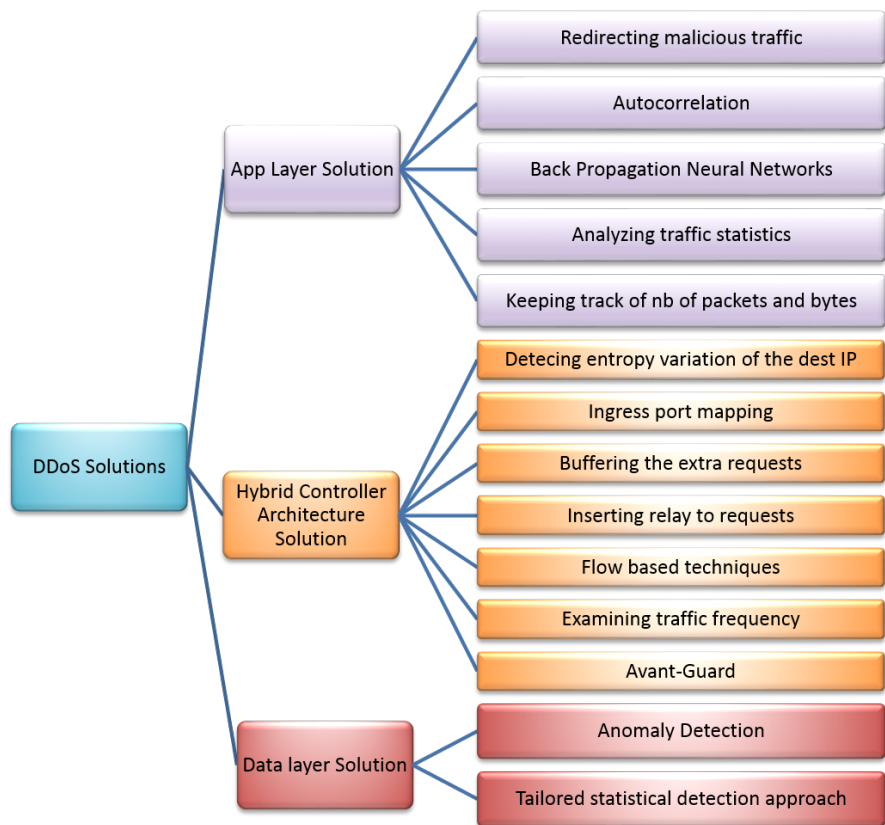 Redirecting malicious traffic
Autocorrelation
App Layer Solution
Back Propagation Neural Networks
Analyzing traffic statistics
Keeping track of nb of packets and bytes
Detecing entropy variation of the dest IP
Ingress port mapping
DDoS Solutions
Buffering the extra requests
Hybrid Controller
Architecture
Solution
Inserting relay to requests
Flow based techniques
Examining traffic frequency
Avant-Guard
Data layer Solution
Anomaly Detection
Tailored statistical detection approach